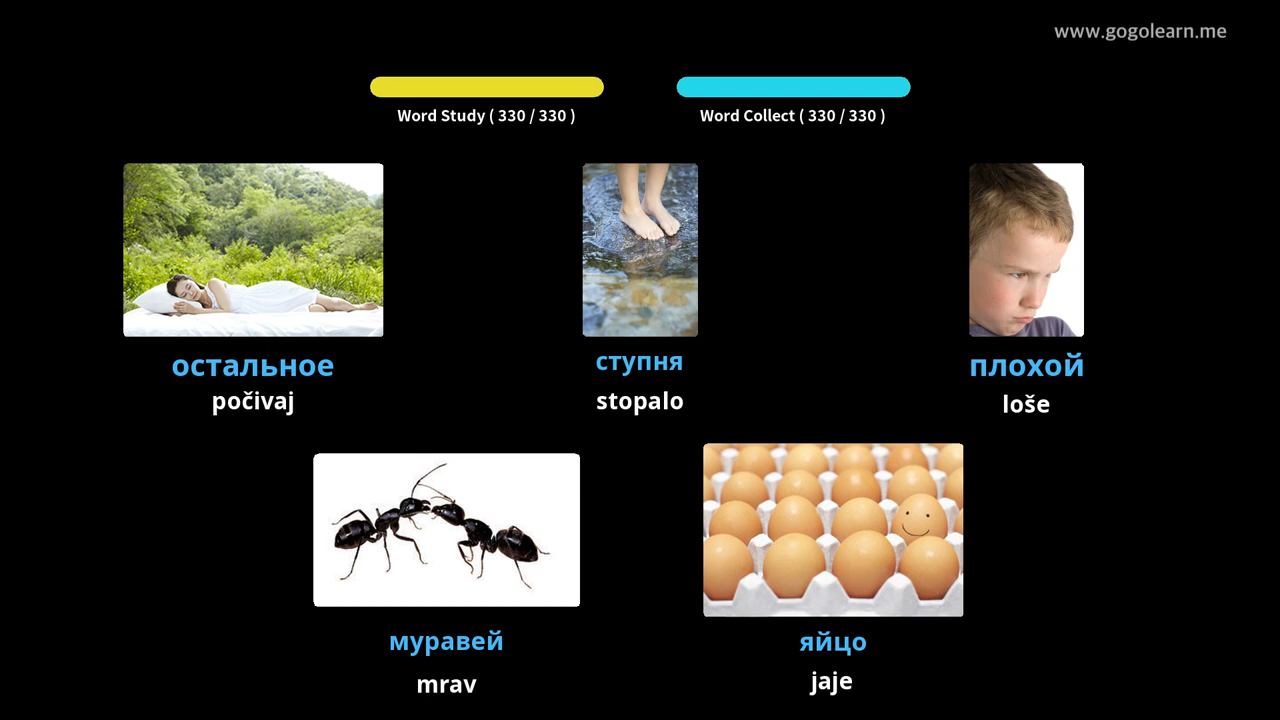 www.gogolearn.me
Word Study ( 330 / 330 )
Word Collect ( 330 / 330 )
остальное
počivaj
ступня
stopalo
плохой
loše
муравей
mrav
яйцо
jaje